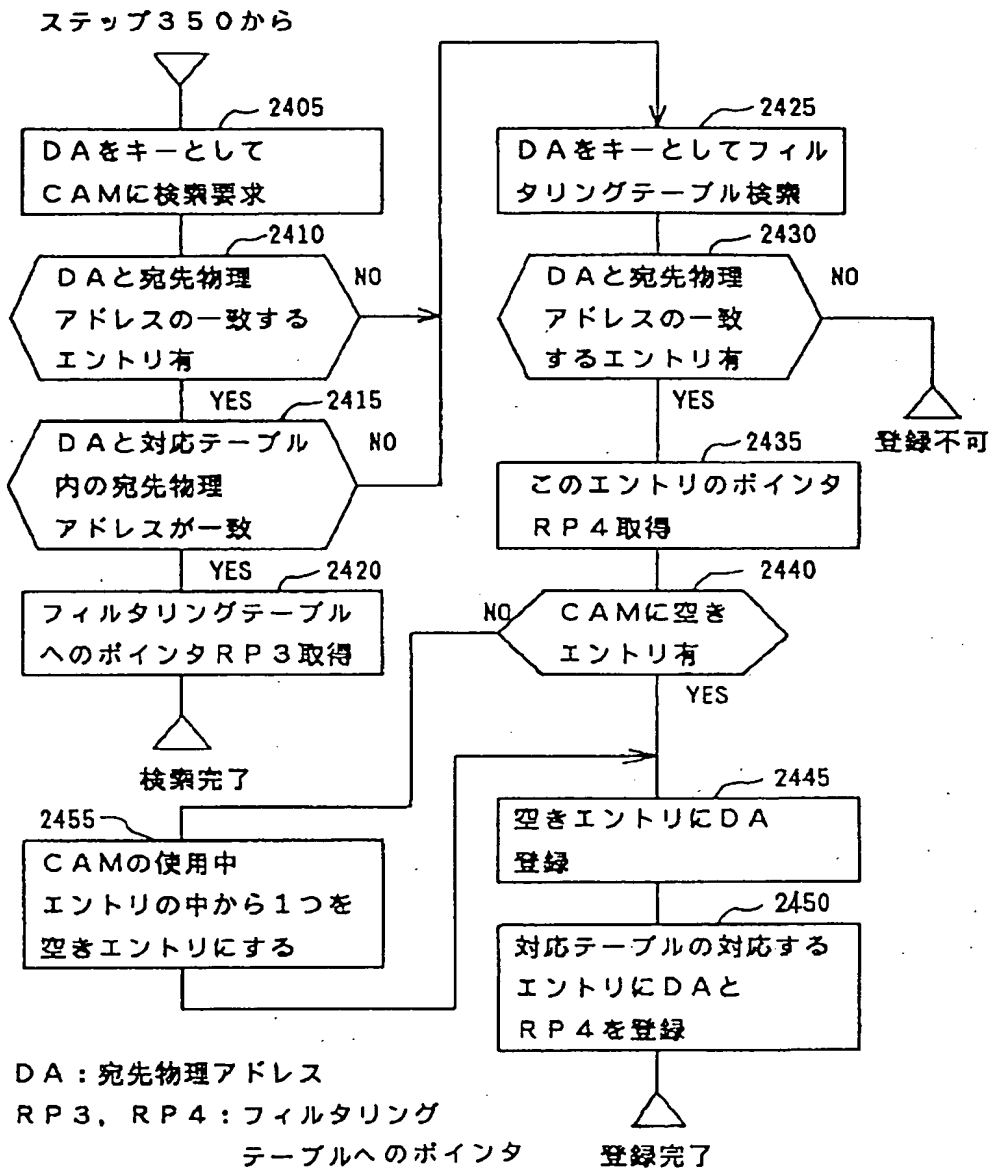 ステップ350から
2405
DAをキーとして
CAMに検索要求
2410
DAと宛先物理
アドレスの一致する
エントリ有
NO
YES
2415
DAと対応テーブル
内の宛先物理
アドレスが一致
NO
YES
2420
フィルタリングテーブル
へのポインタRP3取得
検索完了
2425
DAをキーとしてフィル
タリングテーブル検索
2430
DAと宛先物理
アドレスの一致
するエントリ有
NO
登録不可
YES
2435
このエントリのポインタ
RP4取得
2440
CAMに空き
エントリ有
NO
YES
2455
CAMの使用中
エントリの中から1つを
空きエントリにする
2445
空きエントリにDA
登録
2450
対応テーブルの対応する
エントリにDAと
RP4を登録
登録完了
DA:宛先物理アドレス
RP3,RP4:フィルタリング
テーブルへのポインタ